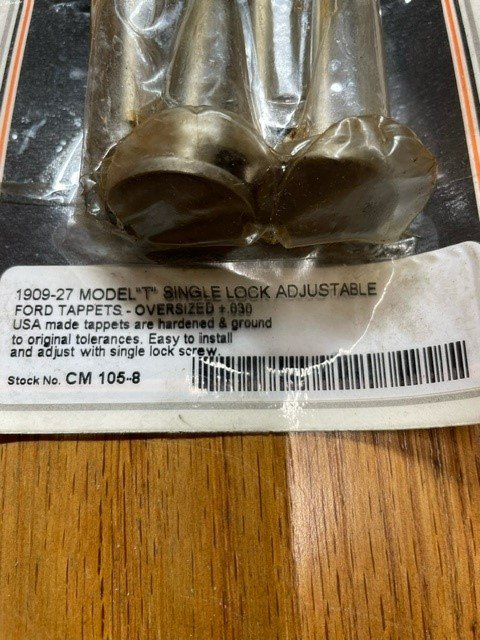 1909-27 MODEL"T" SINGLE LOCK ADJUSTABLE
FORD TAPPETS - OVERSIZED +.030
USA made tappets are hardened & ground
to original tolerances. Easy to install
and adjust with single lock screw.
Stock No. CM 105-8